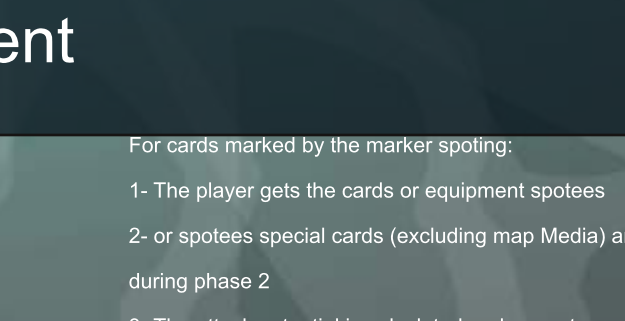 ent
For cards marked by the marker spoting:
1- The player gets the cards or equipment spotees
2- or spotees special cards (excluding map Media) a
during phase 2